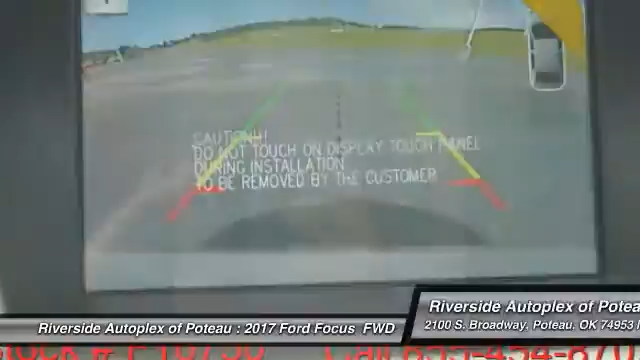 CAUTION!!!
DO NOT TOUCH ON DISPLAY TOUCH PANEL
DURING INSTALLATION
TO BE REMOVED BY THE CUSTOMER
Riverside Autoplex of Potea
2100 S. Broadway, Poteau, OK 74953
Riverside Autoplex of Poteau : 2017 Ford Focus FWD